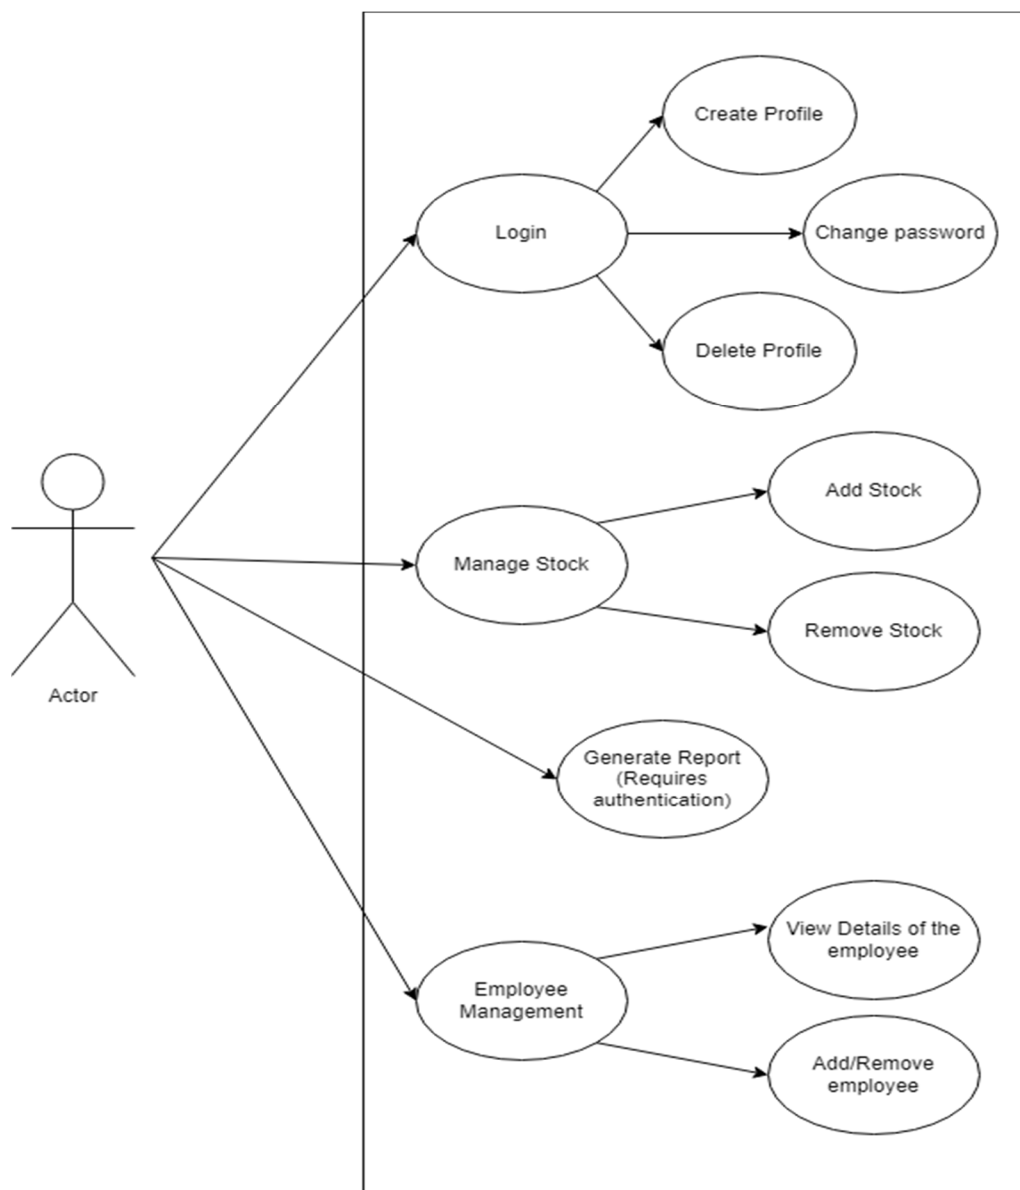 Create Profile
Login
Change password
Delete Profile
Add Stock
Manage Stock
Remove Stock
Actor
Generate Report
(Requires
authentication)
View Details of the
employee
Employee
Management
Add/Remove
employee